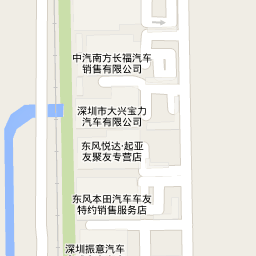 中汽南方长福汽车
销售有限公司
深圳市大兴宝力
汽车有限公司
东风悦达·起亚
友聚友专营店
东风本田汽车车友
特约销售服务店
深圳振意汽车